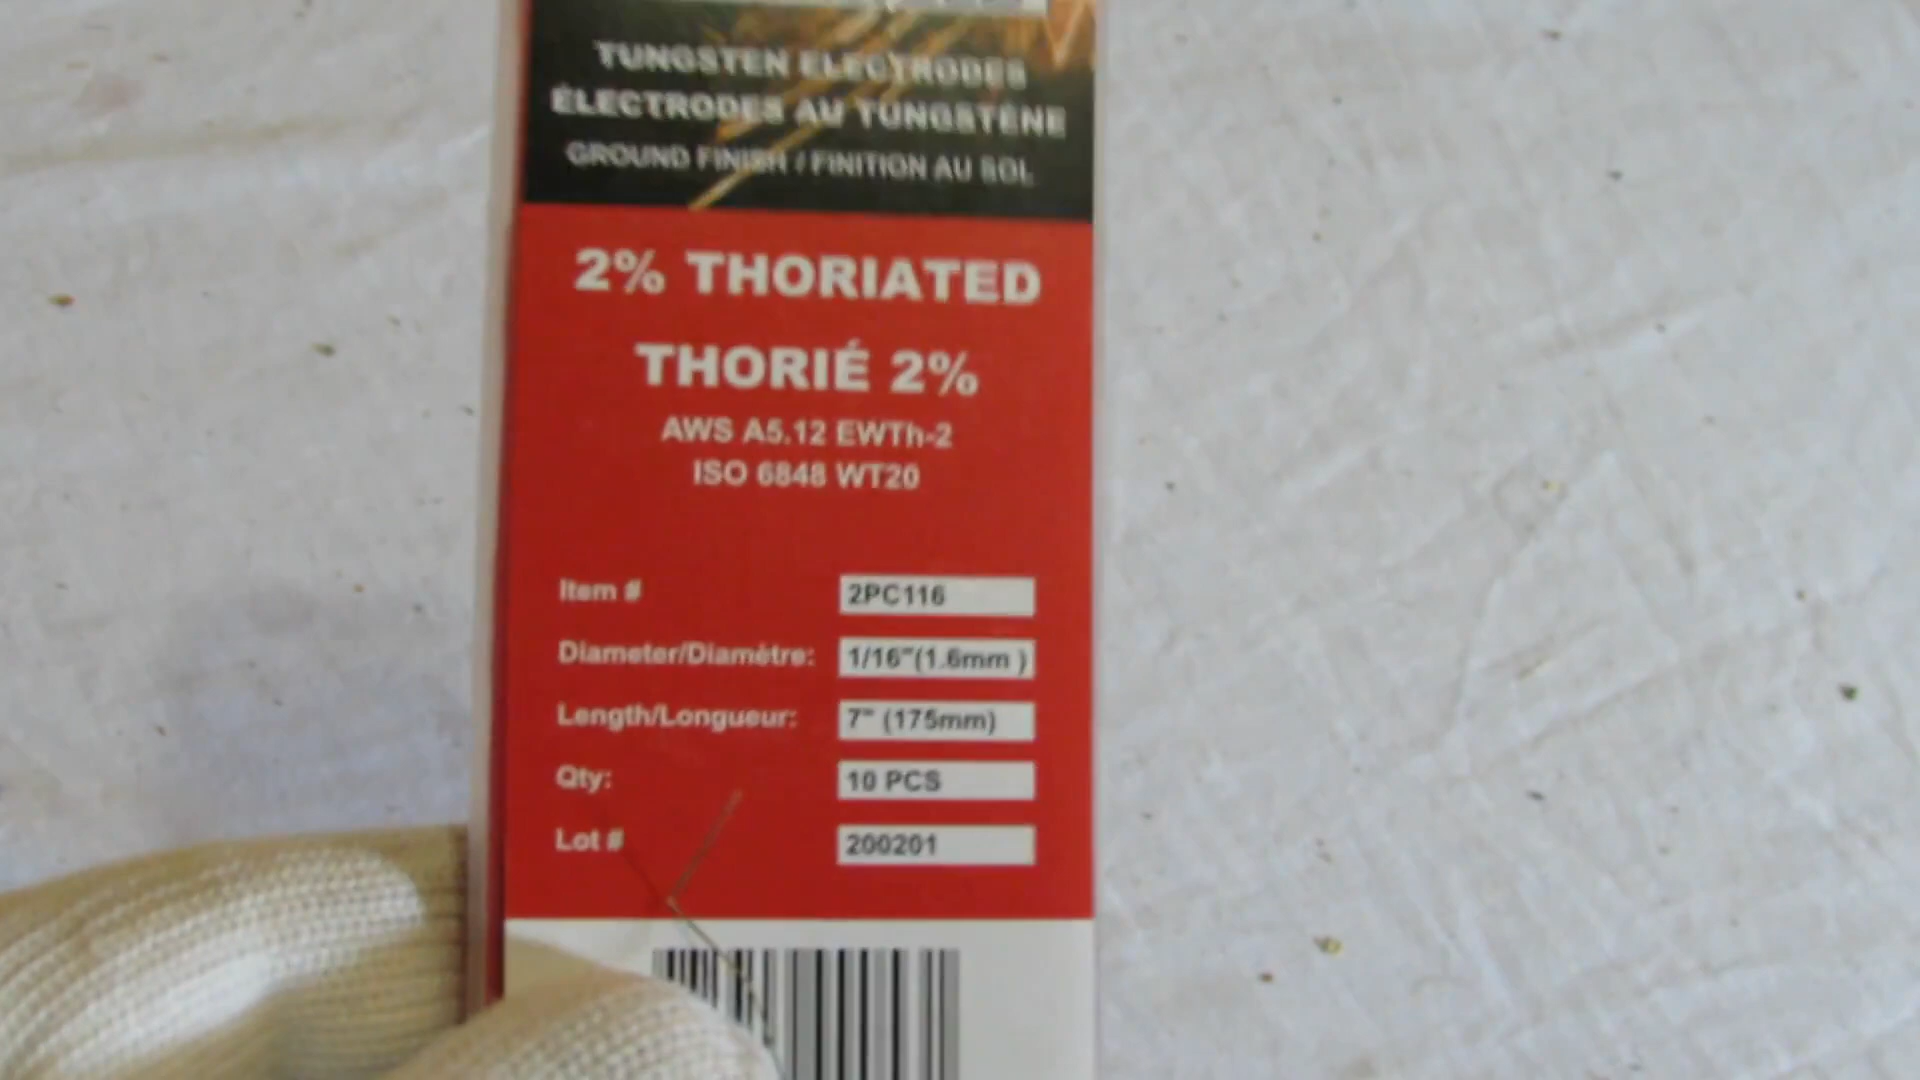 TUNGSTEN ELECTRODES
ÉLECTRODES AU TUNGSTÈNE
GROUND FINISH / FINITION AU SOL
2% THORIATED
THORIÉ 2%
AWS A5.12 EWTh-2
ISO 6848 WT20
Item # 2PC116
Diameter/Diamètre: 1/16"(1.6mm )
Length/Longueur: 7" (175mm)
Qty: 10 PCS
Lot # 200201